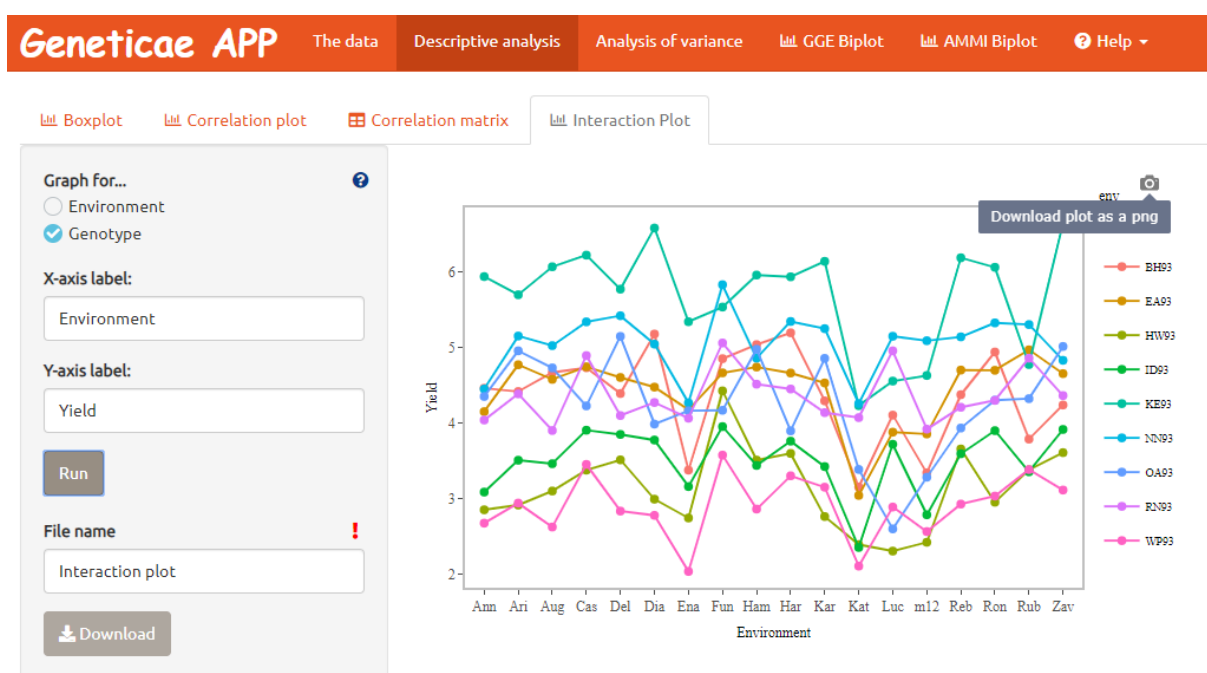 Geneticae APP The data Descriptive analysis Analysis of variance GGE Biplot AMMI Biplot Help
Boxplot Correlation plot Correlation matrix Interaction Plot
Graph for...
Environment
Genotype
X-axis label:
Environment
Y-axis label:
Yield
Run
File name
Interaction plot
Download
env
Download plot as a png
6
5
4
3
2
Yield
Ann Ari Aug Cas Del Dia Ena Fun Ham Har Kar Kat Luc m12 Reb Ron Rub Zav
Environment
BH93
EA93
HW93
ID93
KE93
NN93
OA93
RN93
WP93